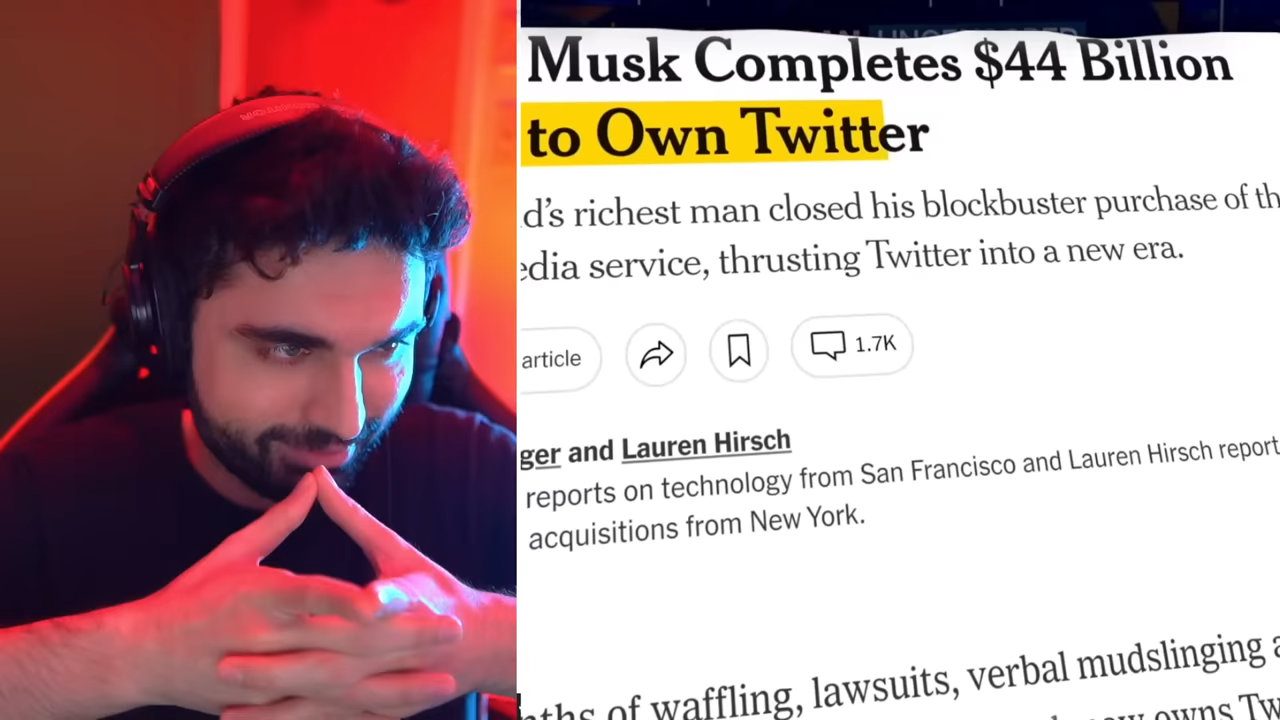 Musk Completes $44 Billion
to Own Twitter
d's richest man closed his blockbuster purchase of th
edia service, thrusting Twitter into a new era.
article
1.7K
ger and Lauren Hirsch
reports on technology from San Francisco and Lauren Hirsch report
acquisitions from New York.
ths of waffling, lawsuits, verbal mudslinging a
owns Tw